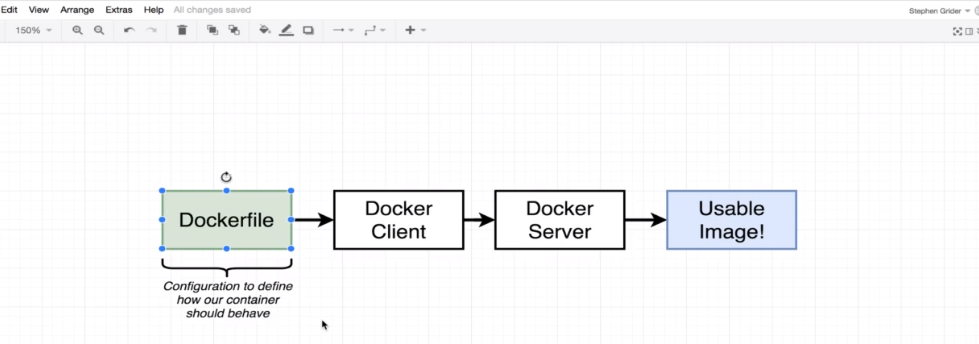 Edit View Arrange Extras Help All changes saved Stephen Grider
150%
Dockerfile
Docker
Client
Docker
Server
Usable
Image!
Configuration to define
how our container
should behave